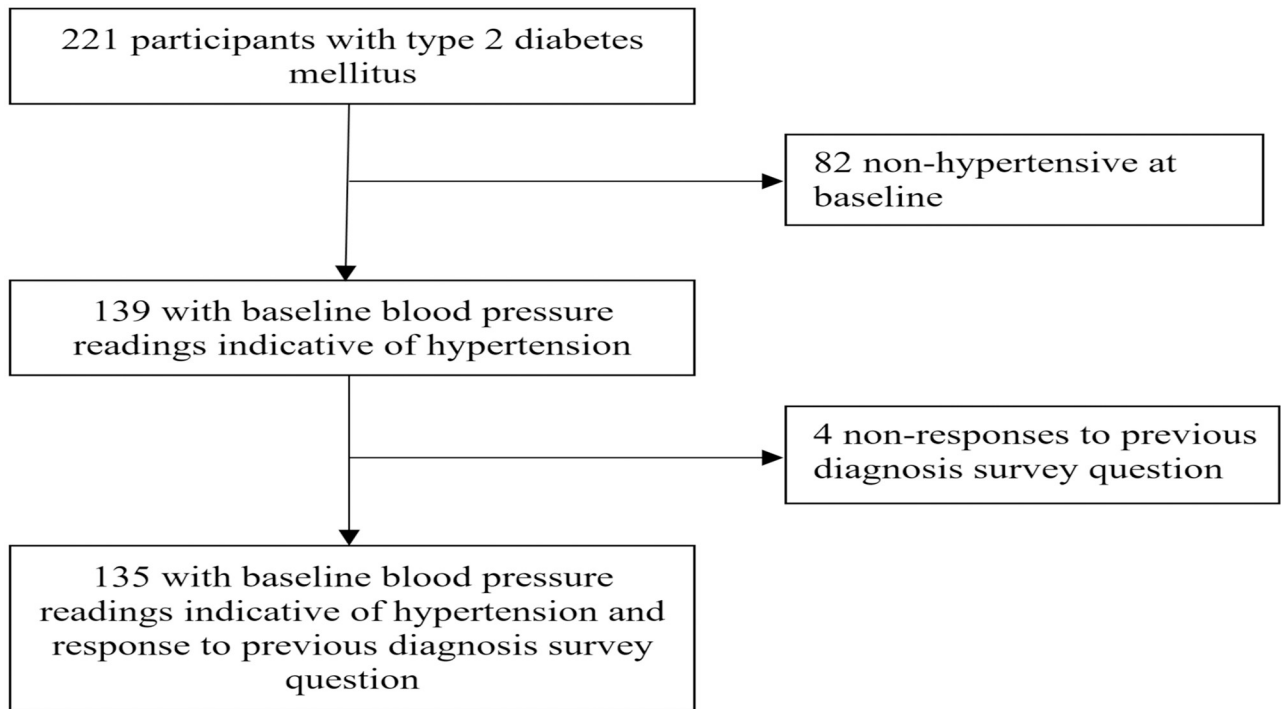 221 participants with type 2 diabetes
mellitus
82 non-hypertensive at
baseline
139 with baseline blood pressure
readings indicative of hypertension
4 non-responses to previous
diagnosis survey question
135 with baseline blood pressure
readings indicative of hypertension and
response to previous diagnosis survey
question